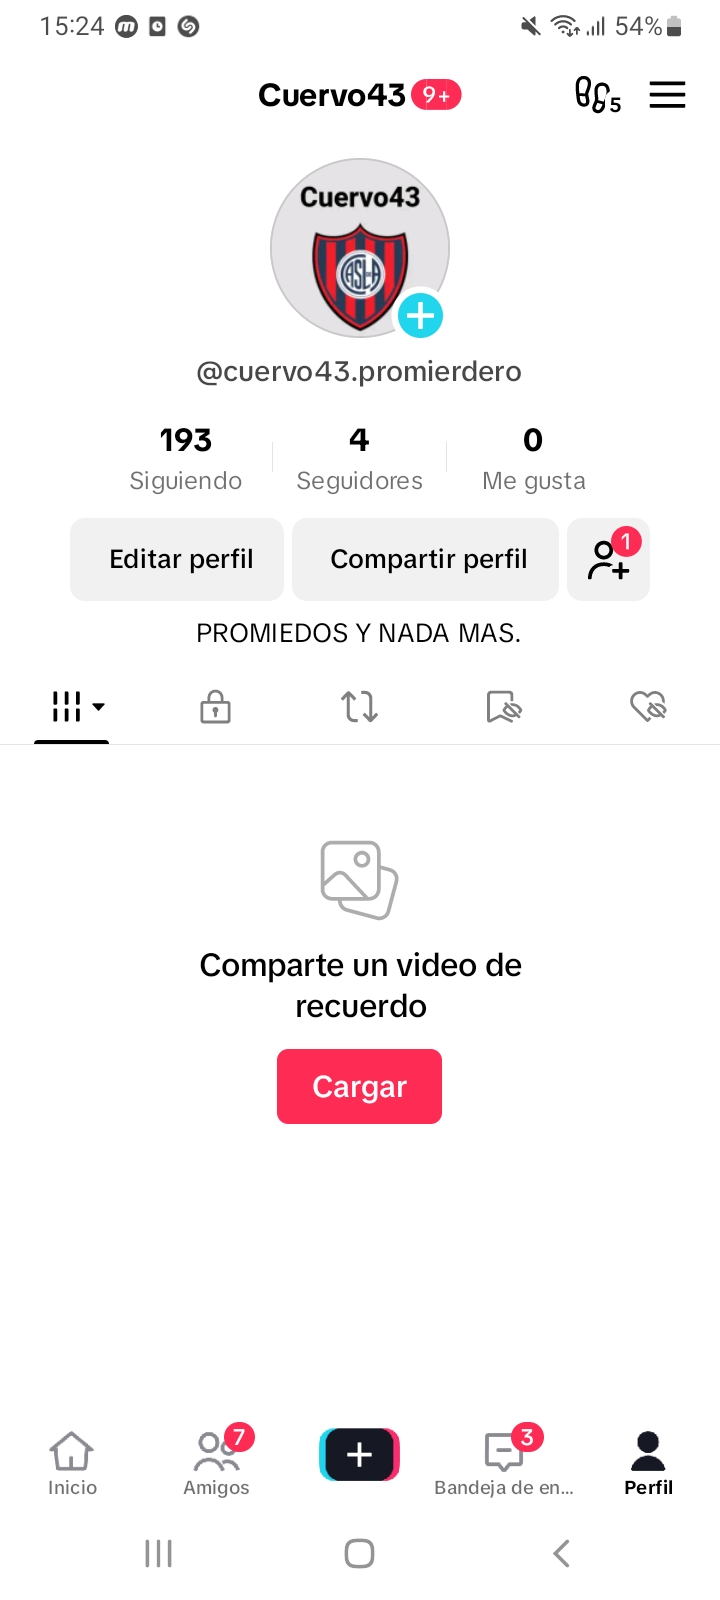 15:24
54%
Cuervo43 9+
5
Cuervo43
CASLA
@cuervo43.promierdero
193 4 0
Siguiendo Seguidores Me gusta
Editar perfil Compartir perfil 1
PROMIEDOS Y NADA MAS.
Comparte un video de
recuerdo
Cargar
7 3
Inicio Amigos Bandeja de en... Perfil